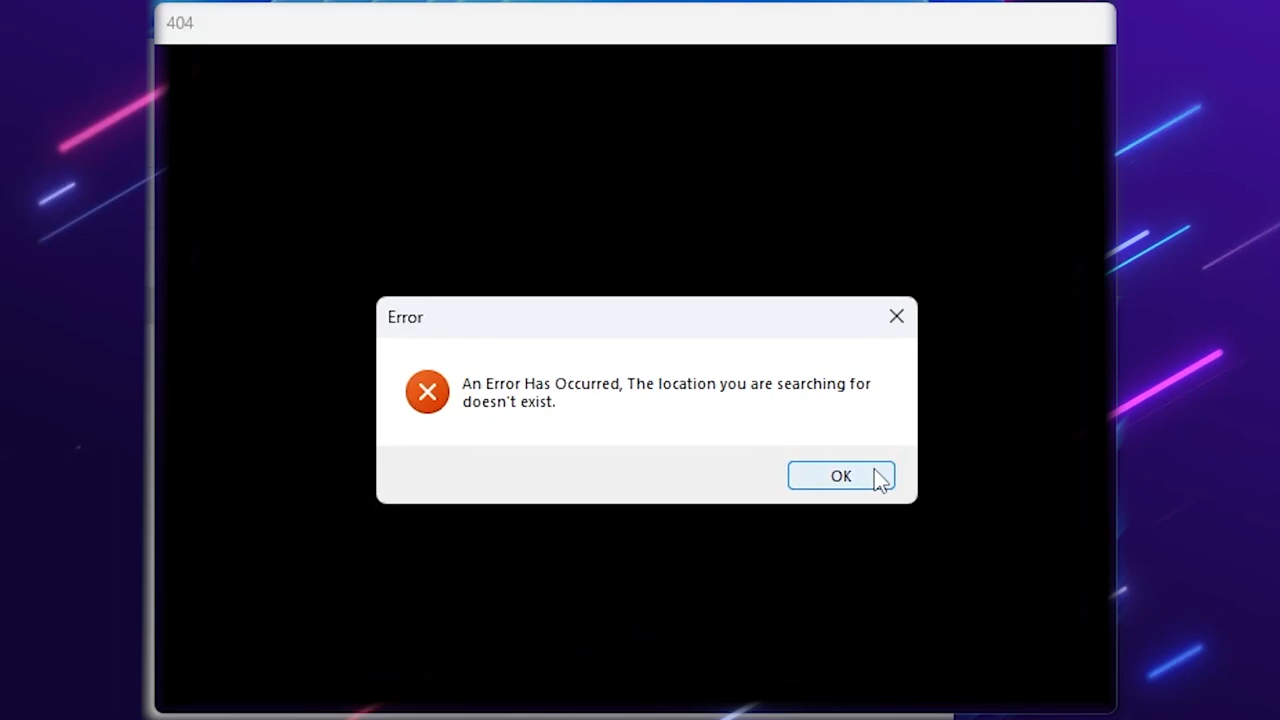 404
Error
An Error Has Occurred, The location you are searching for
doesn't exist.
OK